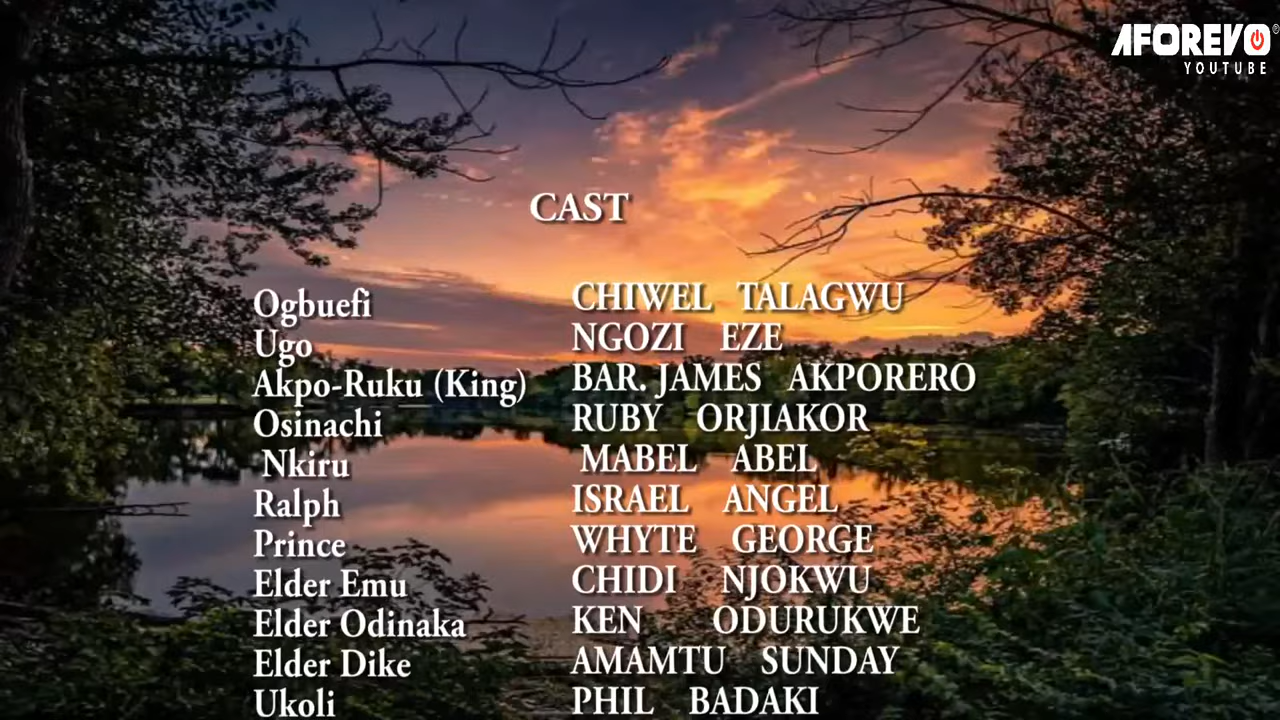 AFOREVO
YOUTUBE
CAST
Ogbuefi CHIWEL TALAGWU
Ugo NGOZI EZE
Akpo-Ruku (King) BAR. JAMES AKPORERO
Osinachi RUBY ORJIAKOR
Nkiru MABEL ABEL
Ralph ISRAEL ANGEL
Prince WHYTE GEORGE
Elder Emu CHIDI NJOKWU
Elder Odinaka KEN ODURUKWE
Elder Dike AMAMTU SUNDAY
Ukoli PHIL BADAKI